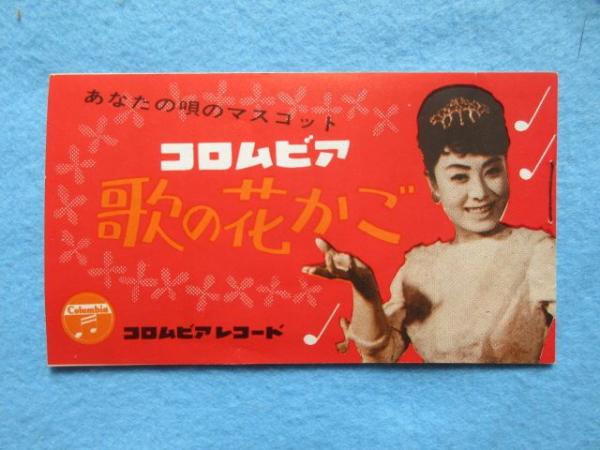 あなたの唄のマスコット
コロムビア
歌の花かご
Columbia
コロムビアレコード